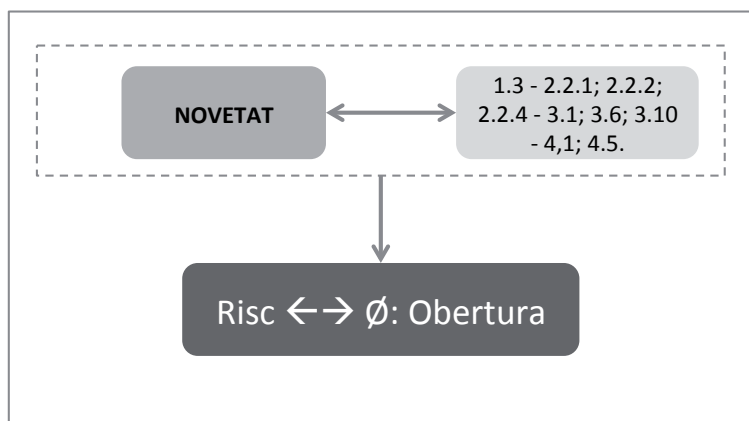 NOVETAT
1.3 - 2.2.1; 2.2.2;
2.2.4 - 3.1; 3.6; 3.10
- 4,1; 4.5.
Risc ←→ Ø: Obertura